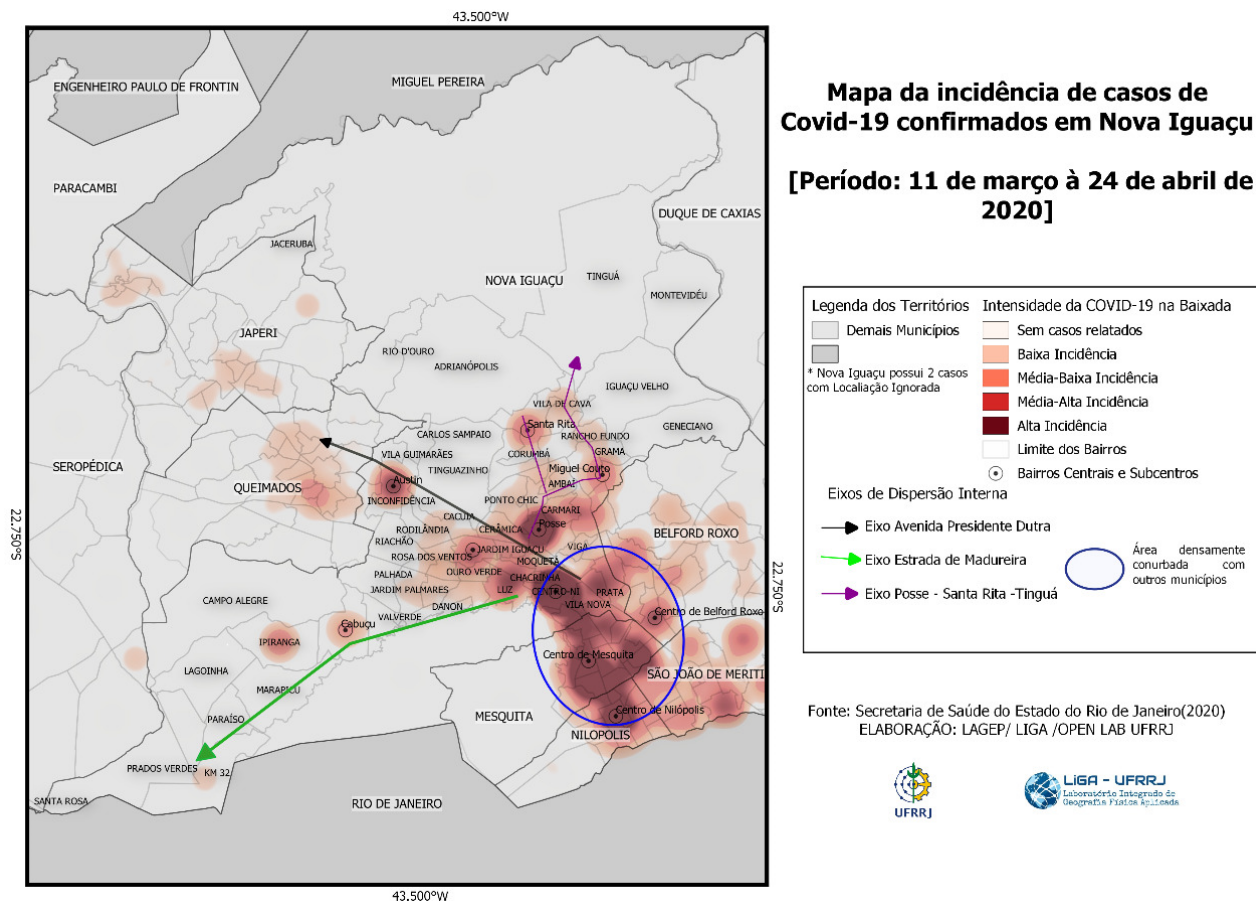 43.500°W
ENGENHEIRO PAULO DE FRONTIN
MIGUEL PEREIRA
PARACAMBI
DUQUE DE CAXIAS
JACERUBA
NOVA IGUAÇU
TINGUÁ
MONTEVIDÉU
JAPERI
RIO D'OURO
ADRIANÓPOLIS
IGUAÇU VELHO
VILA DE CAVA
GENECIANO
Santa Rita
RANCHO FUNDO
CARLOS SAMPAIO
CORUMBÁ
GRAMA
VILA GUIMARÃES
SEROPÉDICA
TINGUAZINHO
Miguel Couto
Austin
AMBAÍ
QUEIMADOS
INCONFIDÊNCIA
PONTO CHIC
CARMARI
CACUIA
Posse
RODILÂNDIA
CERÂMICA
BELFORD ROXO
RIACHÃO
VIGA
ROSA DOS VENTOS
JARDIM IGUAÇU
MOQUETÁ
PALHADA
OURO VERDE
CHACRINHA
JARDIM PALMARES
LUZ
CENTRO-NI
PRATA
CAMPO ALEGRE
DANON
VILA NOVA
Centro de Belford Roxo
VALVERDE
Cabuçu
IPIRANGA
Centro de Mesquita
LAGOINHA
SÃO JOÃO DE MERITI
MARAPICU
PARAÍSO
MESQUITA
Centro de Nilópolis
NILOPOLIS
PRADOS VERDES
KM 32
SANTA ROSA
RIO DE JANEIRO
22.750°S
22.750°S
43.500°W
Mapa da incidência de casos de
Covid-19 confirmados em Nova Iguaçu
[Período: 11 de março à 24 de abril de
2020]
Legenda dos Territórios
Demais Municípios
* Nova Iguaçu possui 2 casos
com Localiação Ignorada
Intensidade da COVID-19 na Baixada
Sem casos relatados
Baixa Incidência
Média-Baixa Incidência
Média-Alta Incidência
Alta Incidência
Limite dos Bairros
Bairros Centrais e Subcentros
Eixos de Dispersão Interna
Eixo Avenida Presidente Dutra
Eixo Estrada de Madureira
Eixo Posse - Santa Rita -Tinguá
Área densamente
conurbada com
outros municípios
Fonte: Secretaria de Saúde do Estado do Rio de Janeiro(2020)
ELABORAÇÃO: LAGEP/ LIGA /OPEN LAB UFRRJ
UFRRJ
LiGA - UFRRJ
Laboratório Integrado de
Geografia Física Aplicada